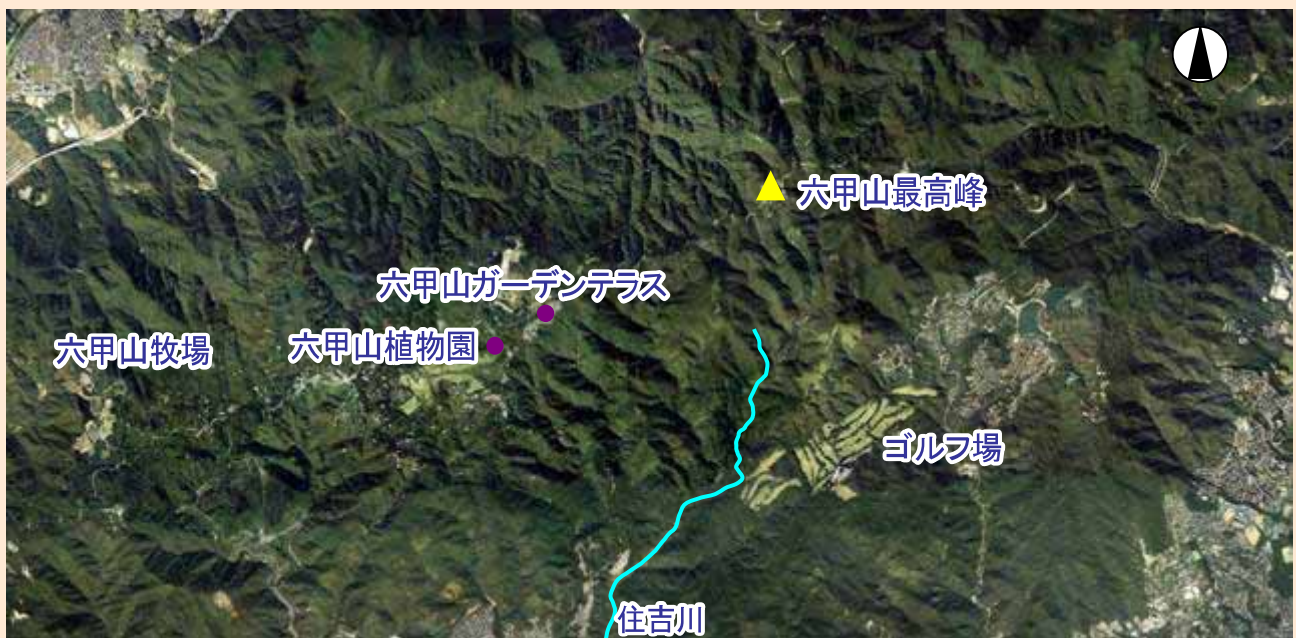 六甲山最高峰
六甲山ガーデンテラス
六甲山牧場
六甲山植物園
ゴルフ場
住吉川